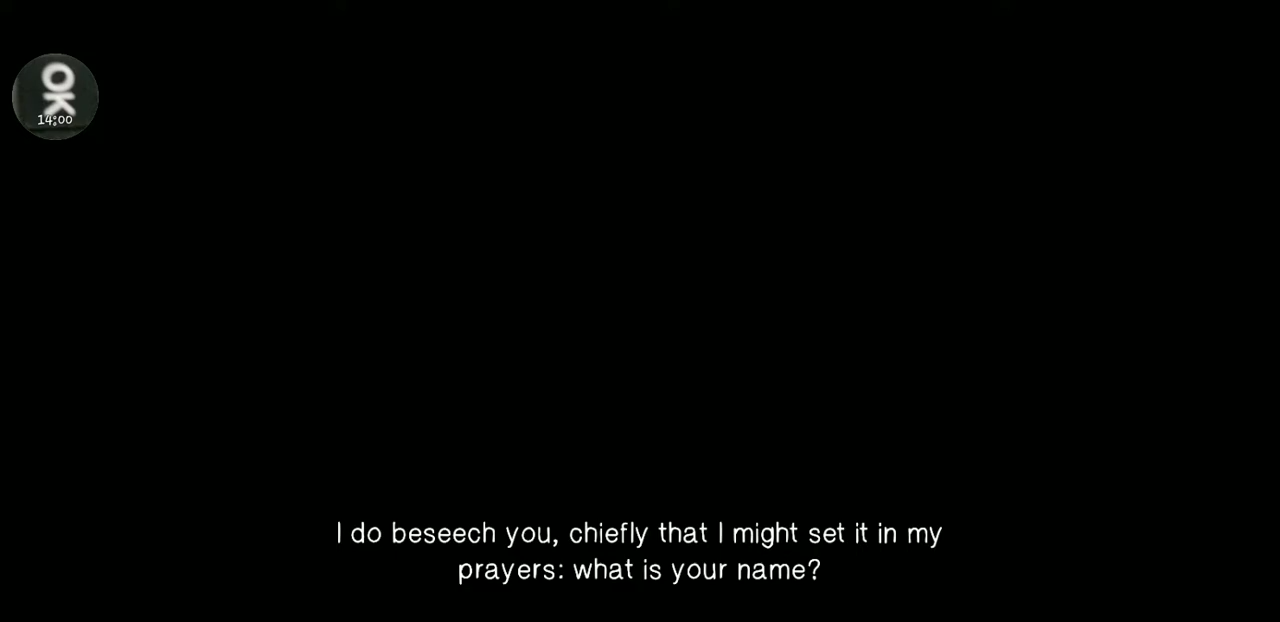 OK
14:00
I do beseech you, chiefly that I might set it in my
prayers: what is your name?